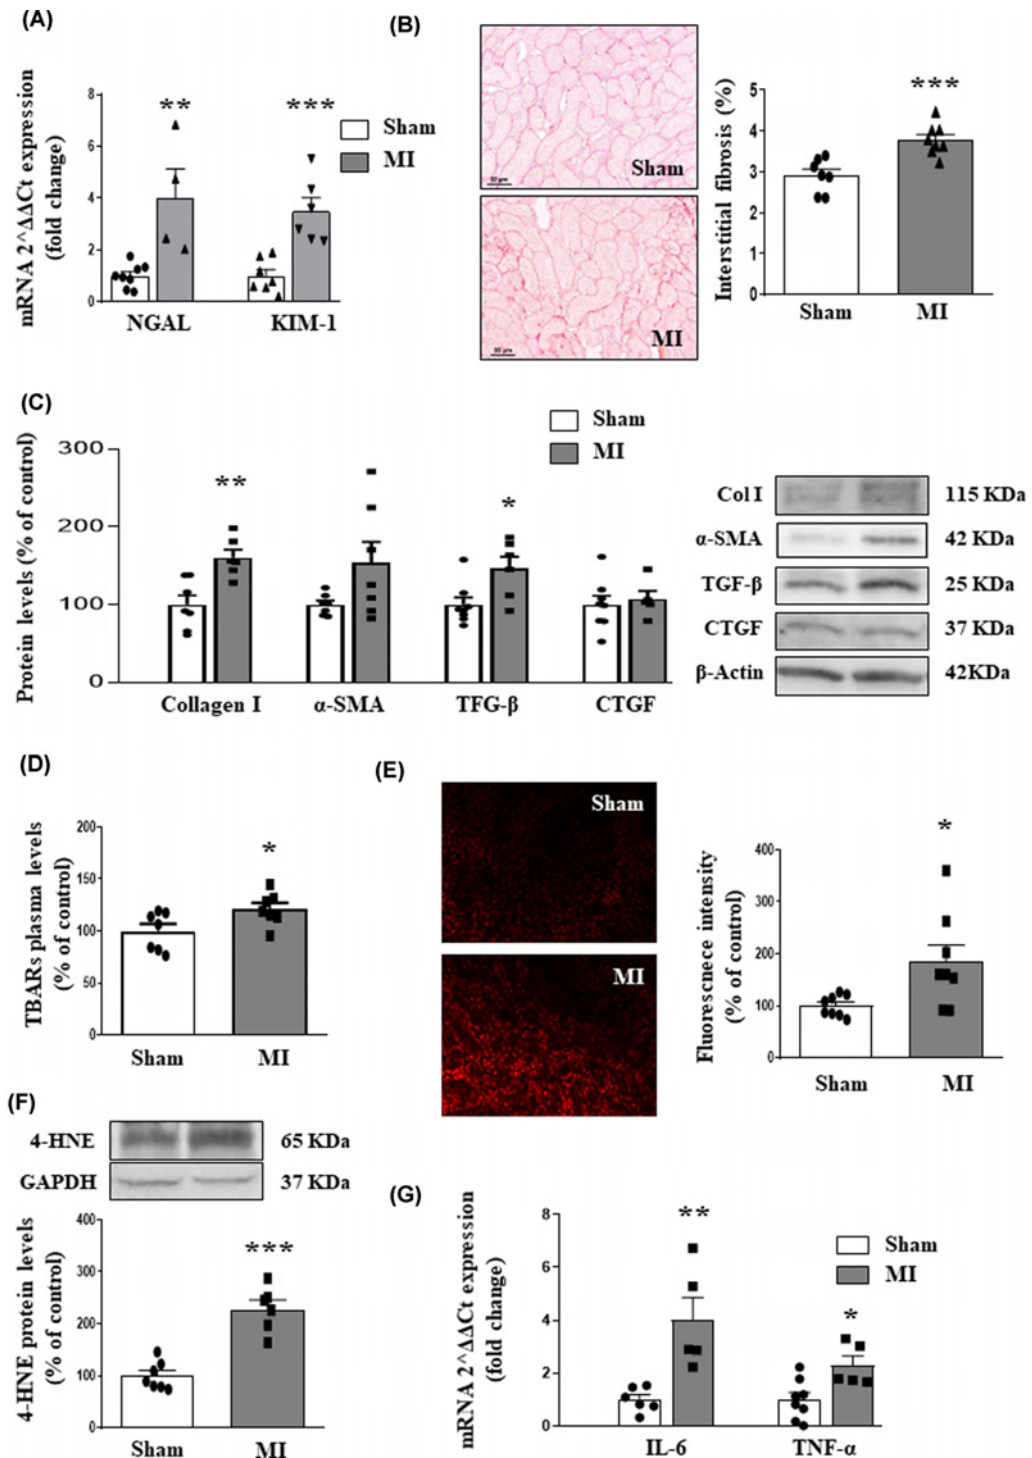 (A)
mRNA 2^ΔΔCt expression
(fold change)
8
6
4
2
0
**
***
Sham
MI
NGAL
KIM-1
(B)
Sham
50 µm
MI
50 µm
Interstitial fibrosis (%)
5
4
3
2
1
0
***
Sham
MI
(C)
Sham
MI
Protein levels (% of control)
300
200
100
0
**
*
Collagen I
α-SMA
TFG-β
CTGF
Col I
115 KDa
α-SMA
42 KDa
TGF-β
25 KDa
CTGF
37 KDa
β-Actin
42KDa
(D)
TBARs plasma levels
(% of control)
200
150
100
50
0
*
Sham
MI
(E)
Sham
MI
Fluorescnece intensity
(% of control)
400
300
200
100
0
*
Sham
MI
(F)
4-HNE
65 KDa
GAPDH
37 KDa
4-HNE protein levels
(% of control)
400
300
200
100
0
***
Sham
MI
(G)
mRNA 2^ΔΔCt expression
(fold change)
8
6
4
2
0
**
*
Sham
MI
IL-6
TNF-α